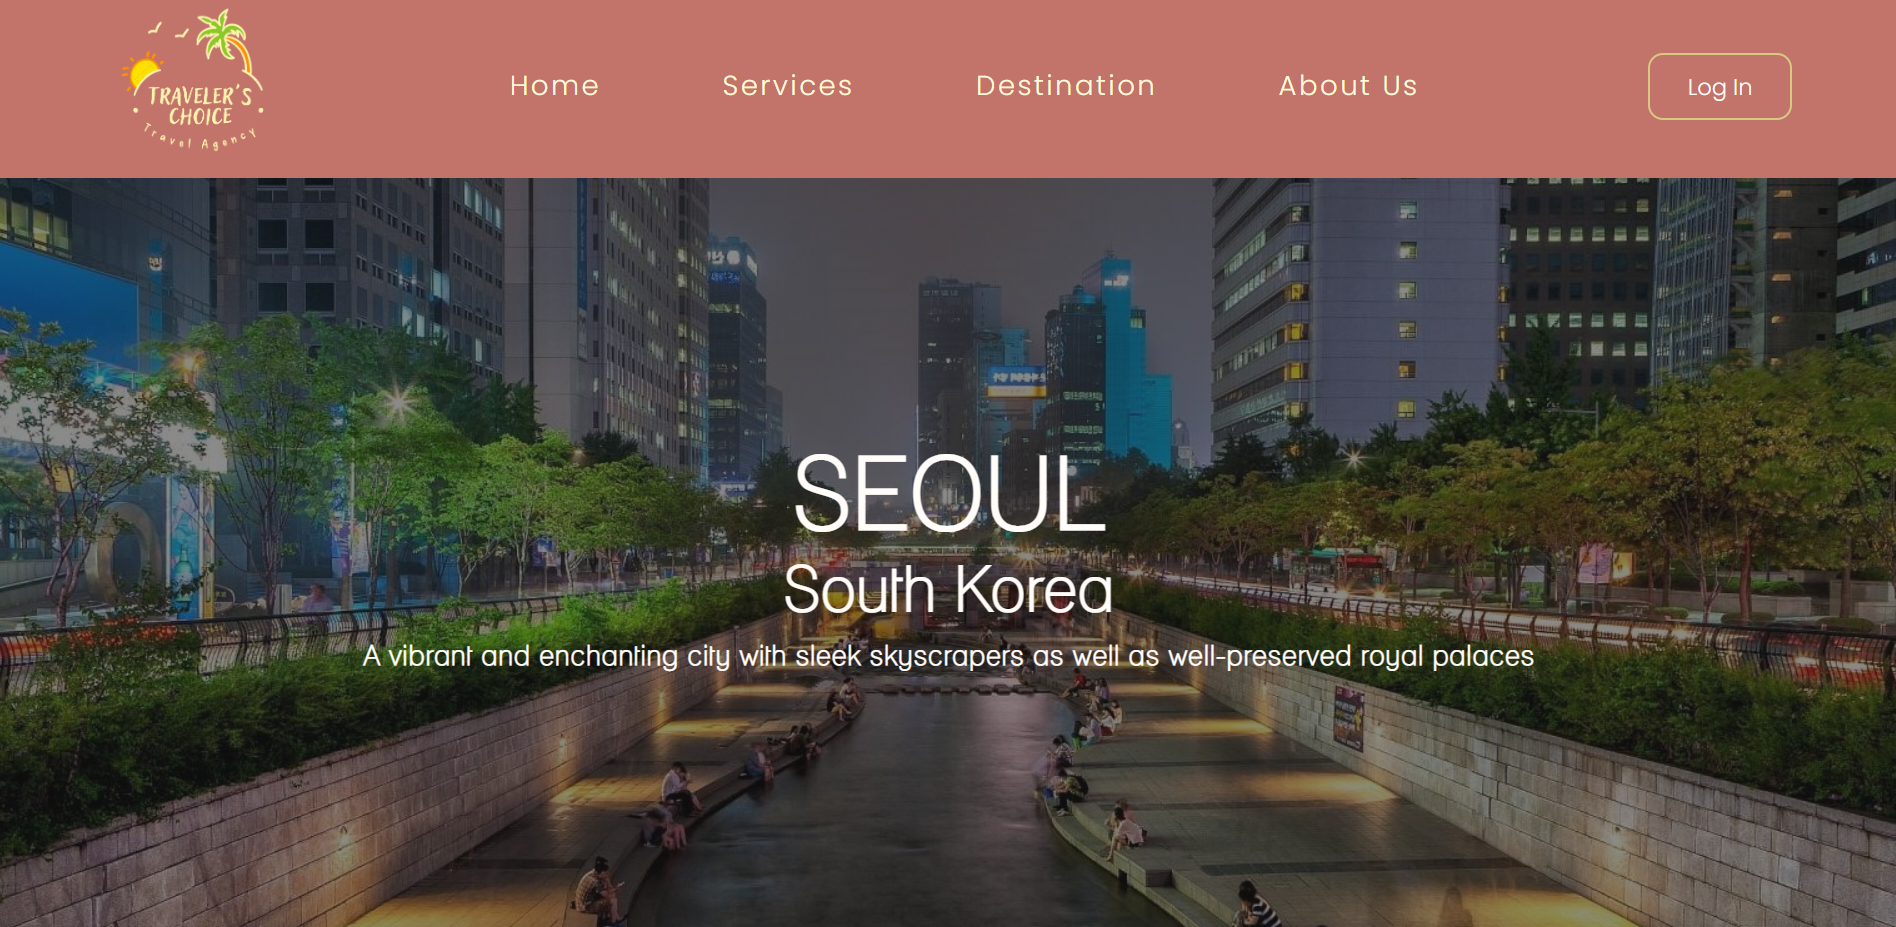 TRAVELER'S
CHOICE
Travel Agency
Home
Services
Destination
About Us
Log In
SEOUL
South Korea
A vibrant and enchanting city with sleek skyscrapers as well as well-preserved royal palaces